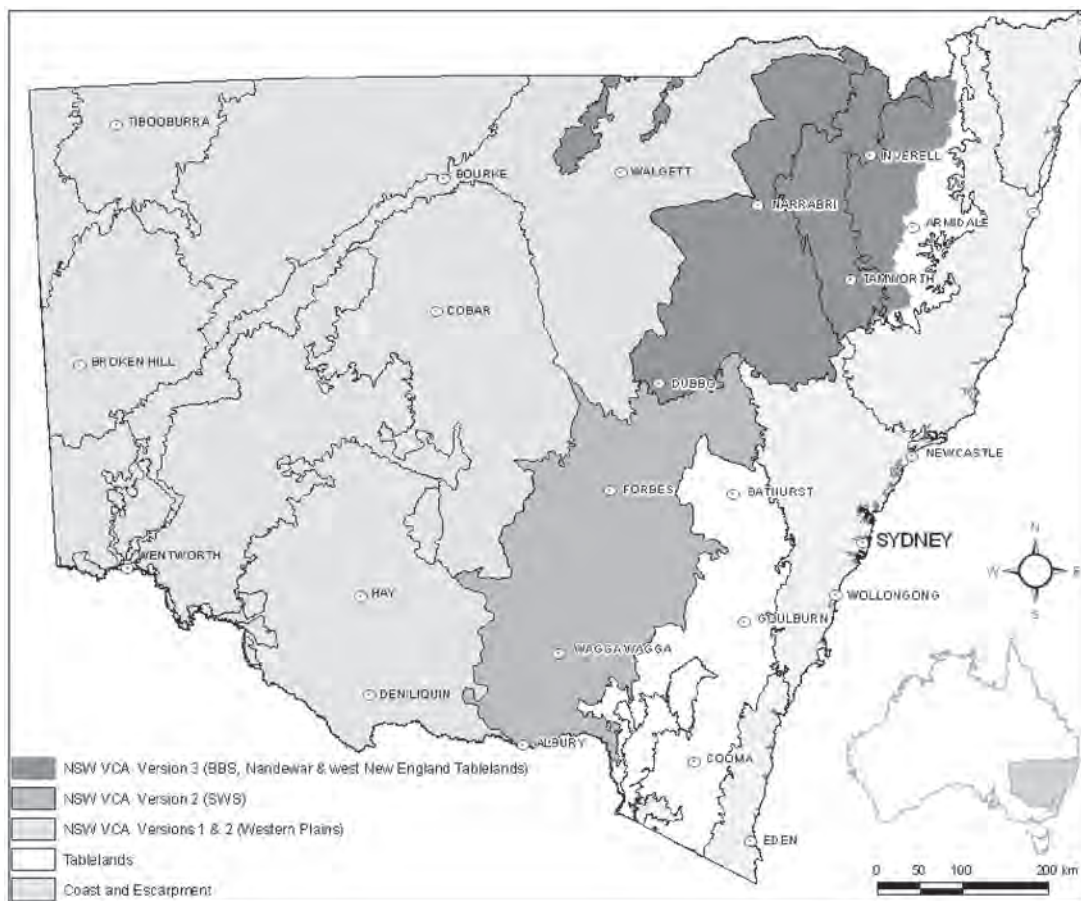 TIBOOBURRA
BOURKE
WALGETT
INVERELL
NARRABRI
ARMIDALE
TAMWORTH
COBAR
BROKEN HILL
DUBBO
NEWCASTLE
FORBES
BATHURST
SYDNEY
WENTWORTH
HAY
WOLLONGONG
GOULBURN
WAGGA WAGGA
DENILIQUIN
ALBURY
COOMA
EDEN
N
W E
S
NSW VCA Version 3 (BBS, Nandewar & west New England Tablelands)
NSW VCA Version 2 (SWS)
NSW VCA Versions 1 & 2 (Western Plains)
Tablelands
Coast and Escarpment
0 50 100 200 km